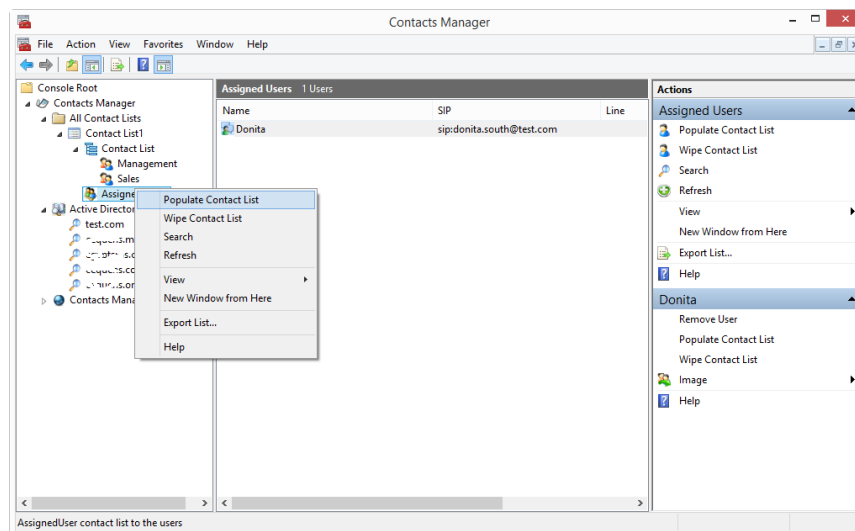 Contacts Manager
File Action View Favorites Window Help
Console Root
Contacts Manager
All Contact Lists
Contact List1
Contact List
Management
Sales
Assigne
Active Director
test.com
Contacts Mana
Populate Contact List
Wipe Contact List
Search
Refresh
View
New Window from Here
Export List...
Help
Assigned Users 1 Users
Name SIP Line
Donita sip:donita.south@test.com
Actions
Assigned Users
Populate Contact List
Wipe Contact List
Search
Refresh
View
New Window from Here
Export List...
Help
Donita
Remove User
Populate Contact List
Wipe Contact List
Image
Help
AssignedUser contact list to the users